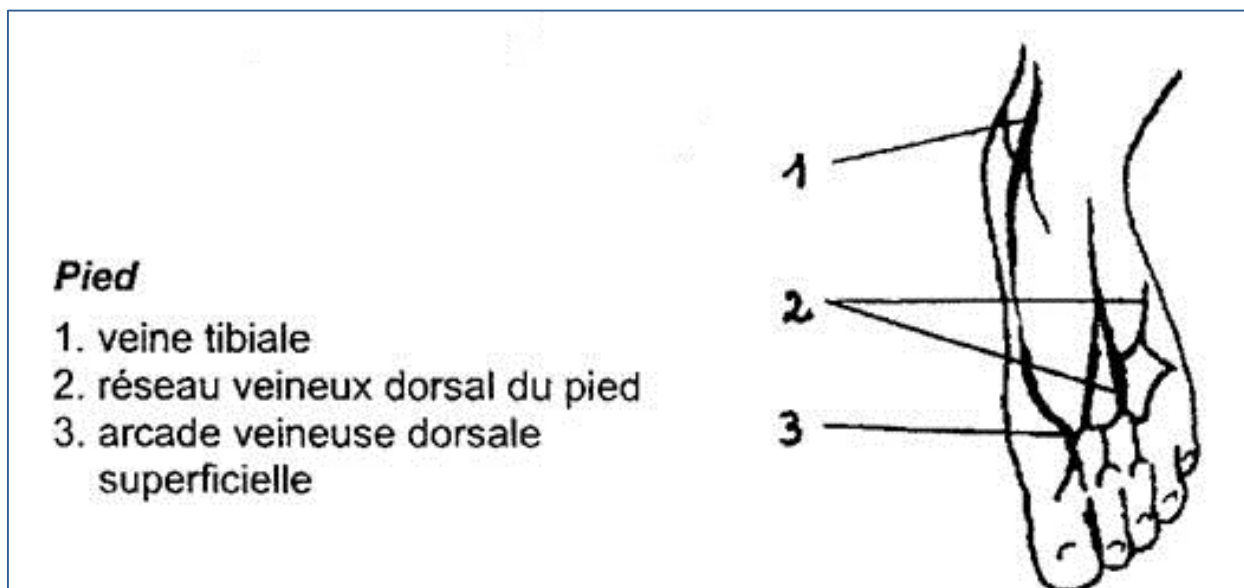 Pied
1. veine tibiale
2. réseau veineux dorsal du pied
3. arcade veineuse dorsale
superficielle
1
2
3